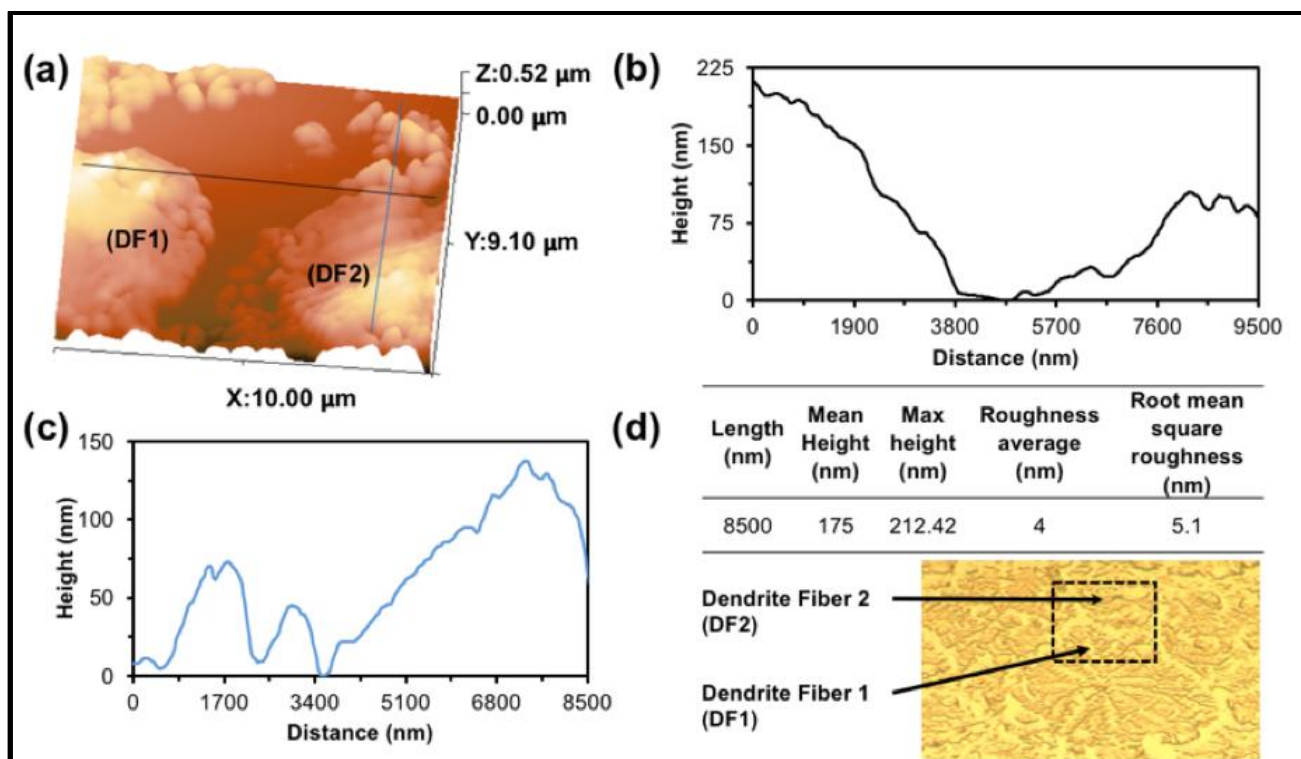 (a)
Z:0.52 µm
0.00 µm
(DF1)
(DF2)
Y:9.10 µm
X:10.00 µm
(b)
225
150
75
0
Height (nm)
0 1900 3800 5700 7600 9500
Distance (nm)
(c)
150
100
50
0
Height (nm)
0 1700 3400 5100 6800 8500
Distance (nm)
(d)
Length (nm) Mean Height (nm) Max height (nm) Roughness average (nm) Root mean square roughness (nm)
8500 175 212.42 4 5.1
Dendrite Fiber 2
(DF2)
Dendrite Fiber 1
(DF1)